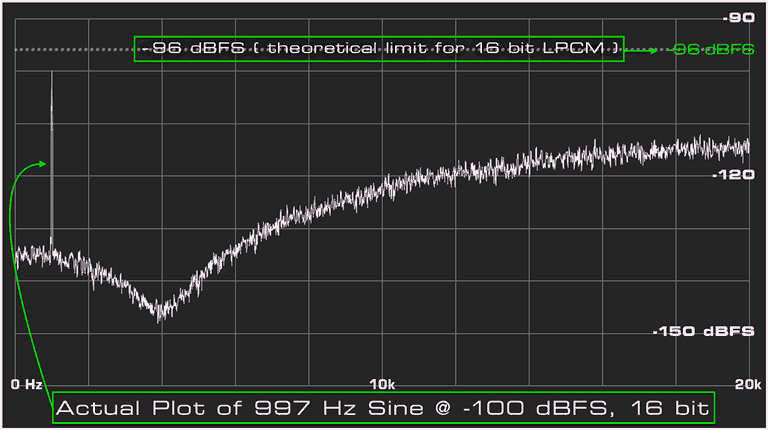 -90
-96 dBFS ( theoretical limit for 16 bit LPCM )
-96 dBFS
-120
-150 dBFS
0 Hz 10k 20k
Actual Plot of 997 Hz Sine @ -100 dBFS, 16 bit